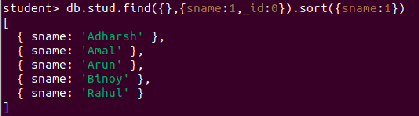 student> db.stud.find({},{sname:1,_id:0}).sort({sname:1})
[
  { sname: 'Adharsh' },
  { sname: 'Amal' },
  { sname: 'Arun' },
  { sname: 'Binoy' },
  { sname: 'Rahul' }
]